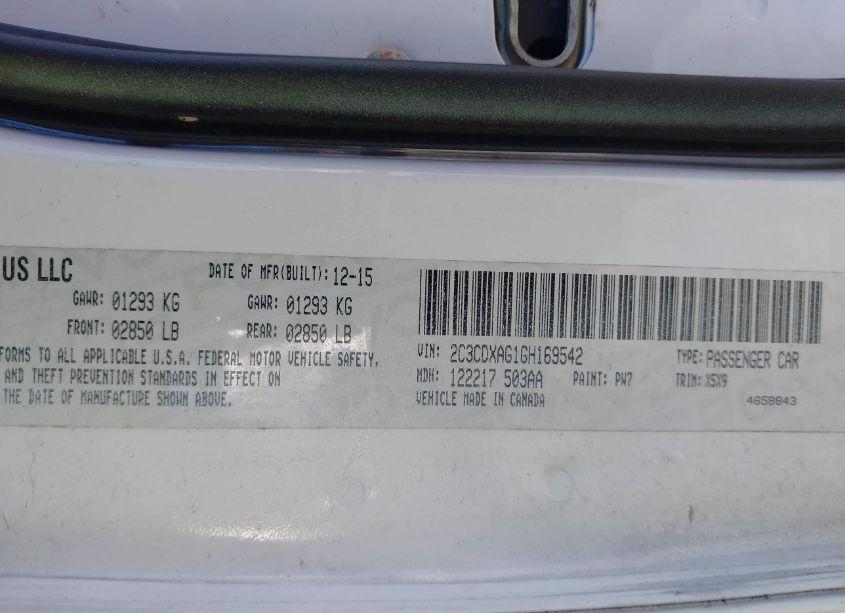 US LLC DATE OF MFR(BUILT): 12-15
GAWR: 01293 KG GAWR: 01293 KG
FRONT: 02850 LB REAR: 02850 LB
FORMS TO ALL APPLICABLE U.S.A. FEDERAL MOTOR VEHICLE SAFETY.
AND THEFT PREVENTION STANDARDS IN EFFECT ON
THE DATE OF MANUFACTURE SHOWN ABOVE.
VIN: 2C3CDXAG1GH169542 TYPE: PASSENGER CAR
MDH: 122217 503AA PAINT: PW7 TRIM: X5X9
VEHICLE MADE IN CANADA 4658843